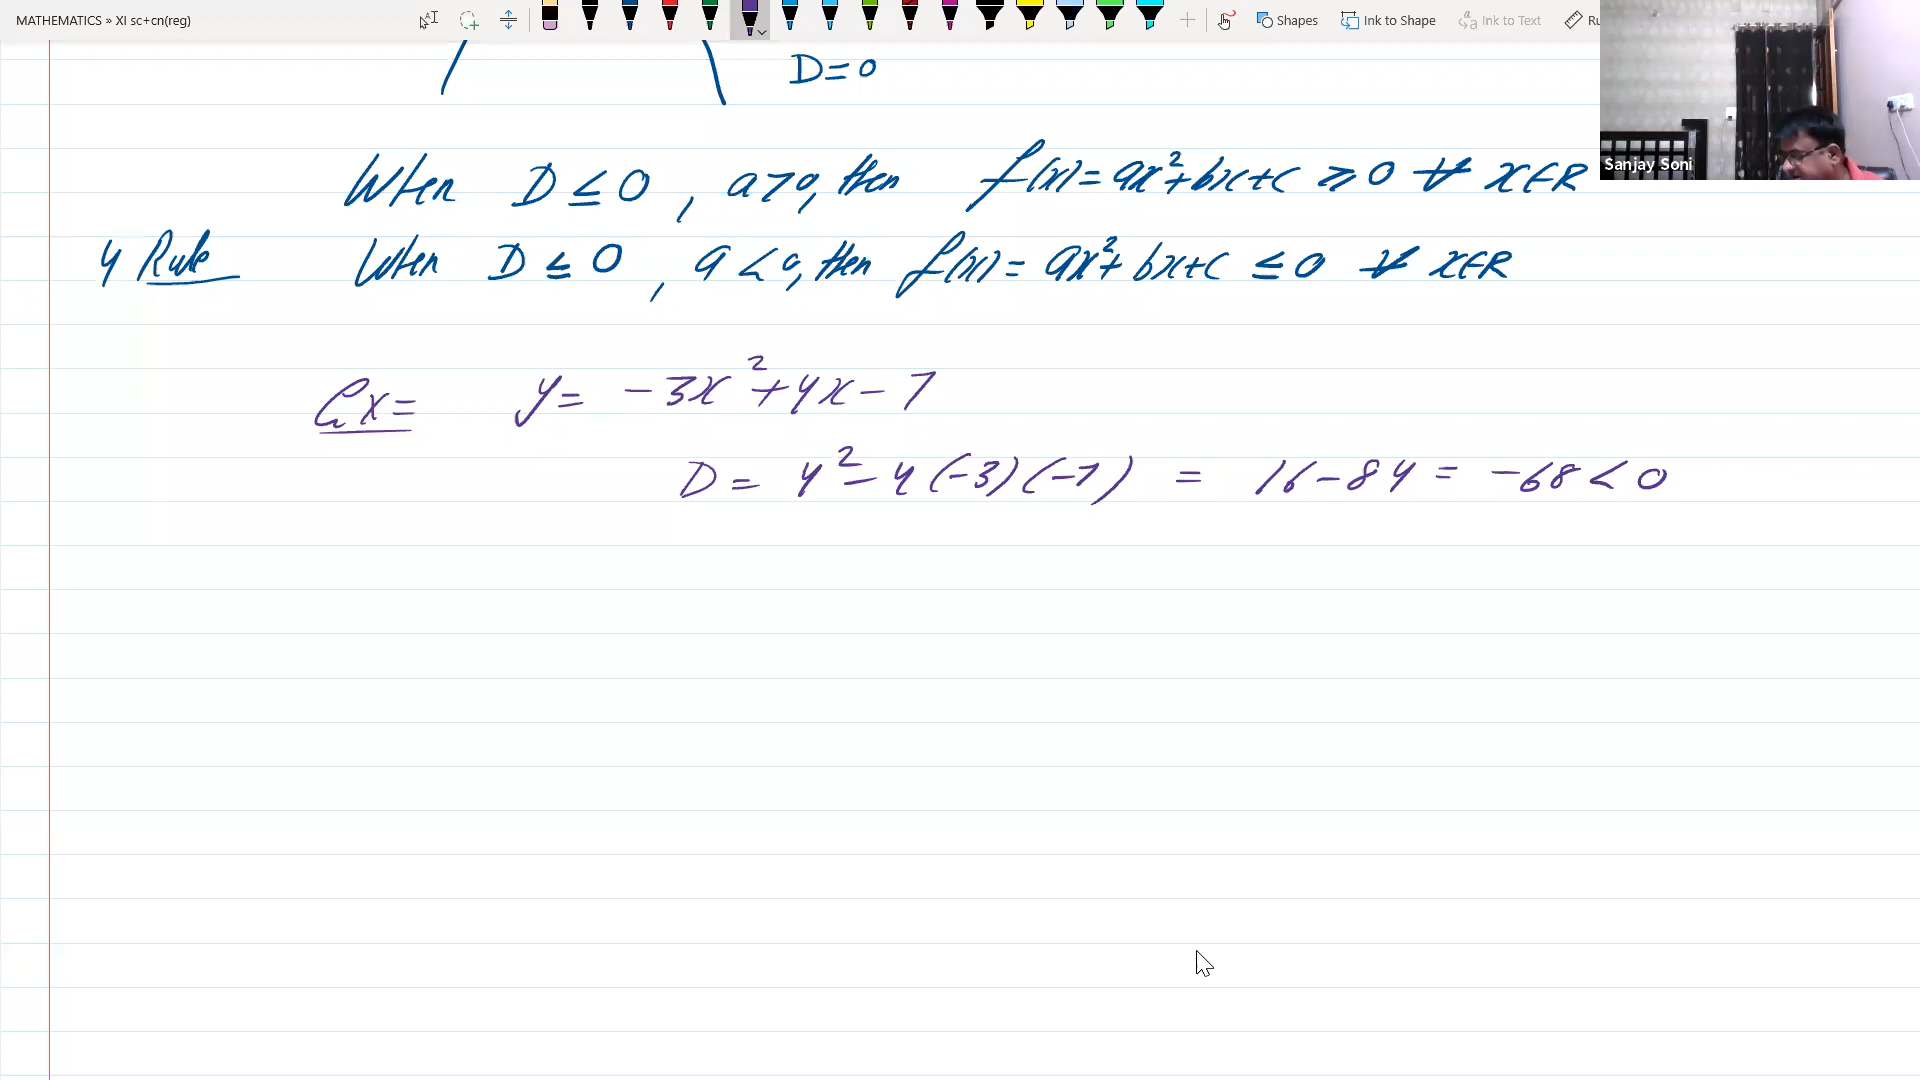 MATHEMATICS » XI sc+cn(reg)
Shapes
Ink to Shape
Ink to Text
D=0
When D ≤ 0, a>0, then f(x)= ax²+bx+c ≥ 0 ∀ x∈R
Sanjay Soni
4 Rule When D ≤ 0, a<0, then f(x)= ax²+bx+c ≤ 0 ∀ x∈R
Ex= y= -3x²+4x-7
D= 4²-4(-3)(-7) = 16-84 = -68<0